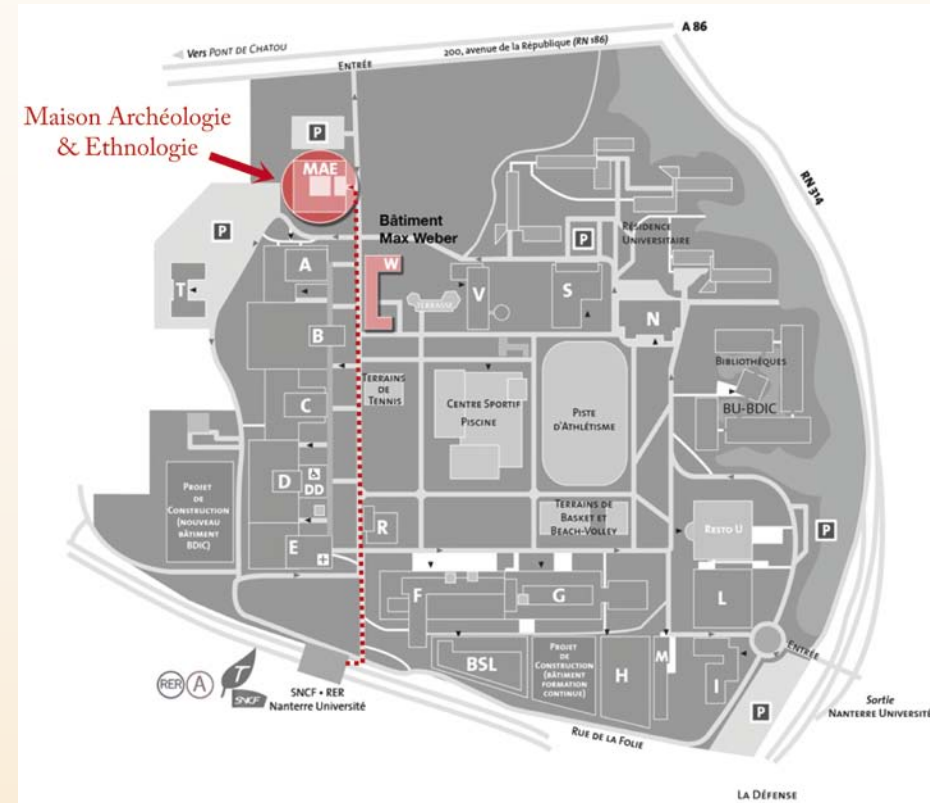 A 86
Vers PONT DE CHATOU
200, avenue de la République (RN 186)
ENTRÉE
Maison Archéologie
& Ethnologie
P
MAE
RN 314
P
Bâtiment
Max Weber
P
RÉSIDENCE
UNIVERSITAIRE
T
A
W
TERRASSE
V
S
N
B
BIBLIOTHÈQUES
BU-BDIC
TERRAINS
DE
TENNIS
C
CENTRE SPORTIF
PISCINE
PISTE
D'ATHLÉTISME
PROJET
DE
CONSTRUCTION
(NOUVEAU
BÂTIMENT
BDIC)
D
DD
TERRAINS DE
BASKET ET
BEACH-VOLLEY
R
RESTO U
P
E
F
G
L
BSL
PROJET
DE
CONSTRUCTION
(BÂTIMENT
FORMATION
CONTINUE)
H
M
I
ENTRÉE
RER
A
T
SNCF
SNCF • RER
Nanterre Université
P
Sortie
NANTERRE UNIVERSITÉ
RUE DE LA FOLIE
LA DÉFENSE